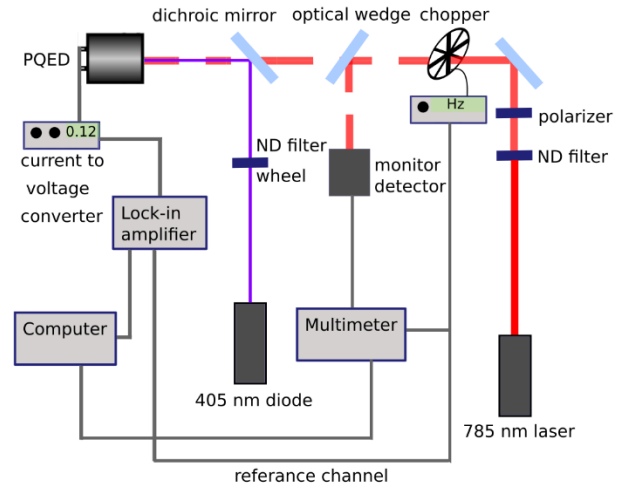 dichroic mirror
optical wedge
chopper
PQED
Hz
0.12
polarizer
ND filter
current to
voltage
converter
ND filter
wheel
monitor
detector
Lock-in
amplifier
Computer
Multimeter
405 nm diode
785 nm laser
referance channel